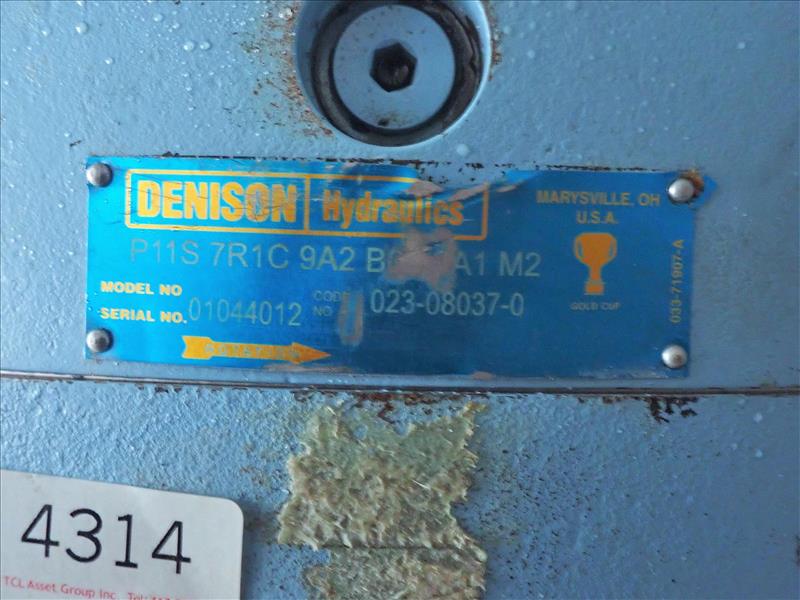 DENISON Hydraulics
MARYSVILLE, OH
U.S.A.
P11S 7R1C 9A2 A1 M2
MODEL NO
SERIAL NO. 01044012 CODE NO 023-08037-0
GOLD CUP
033-71907-A
4314
TCL Asset Group Inc.